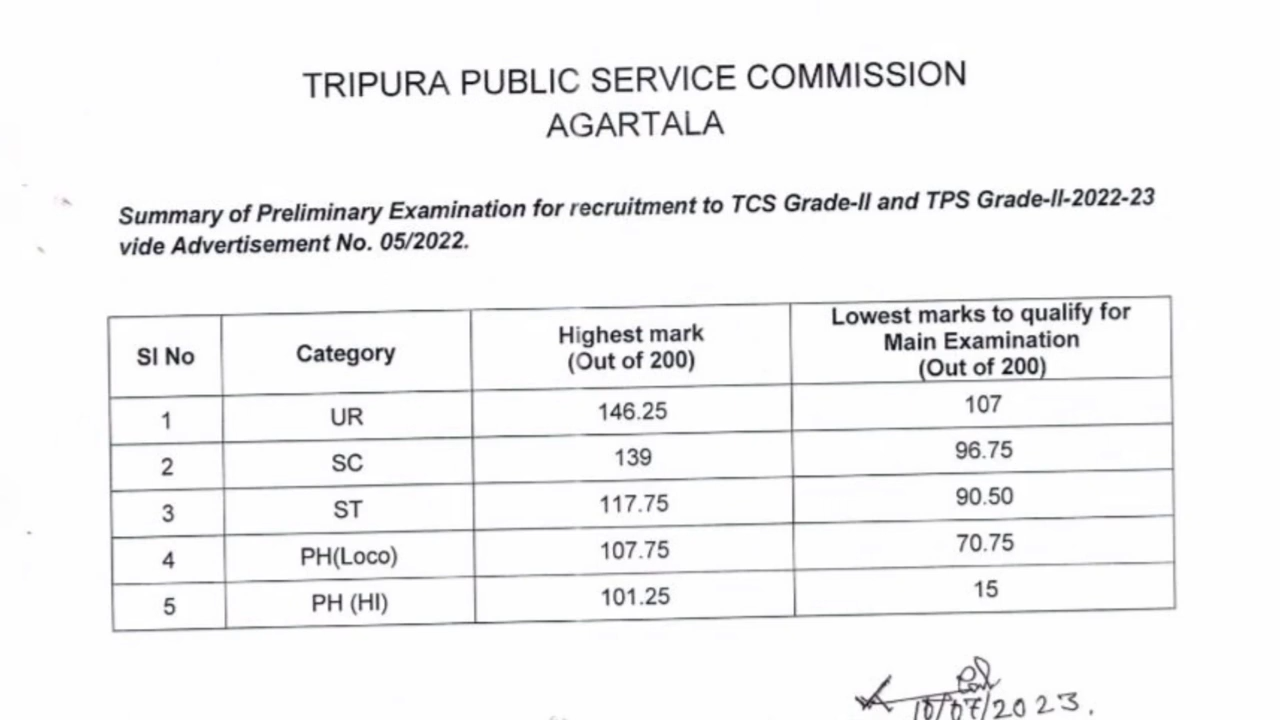 TRIPURA PUBLIC SERVICE COMMISSION
AGARTALA
Summary of Preliminary Examination for recruitment to TCS Grade-II and TPS Grade-II-2022-23
vide Advertisement No. 05/2022.
Sl No Category Highest mark (Out of 200) Lowest marks to qualify for Main Examination (Out of 200)
1 UR 146.25 107
2 SC 139 96.75
3 ST 117.75 90.50
4 PH(Loco) 107.75 70.75
5 PH (HI) 101.25 15
10/07/2023.